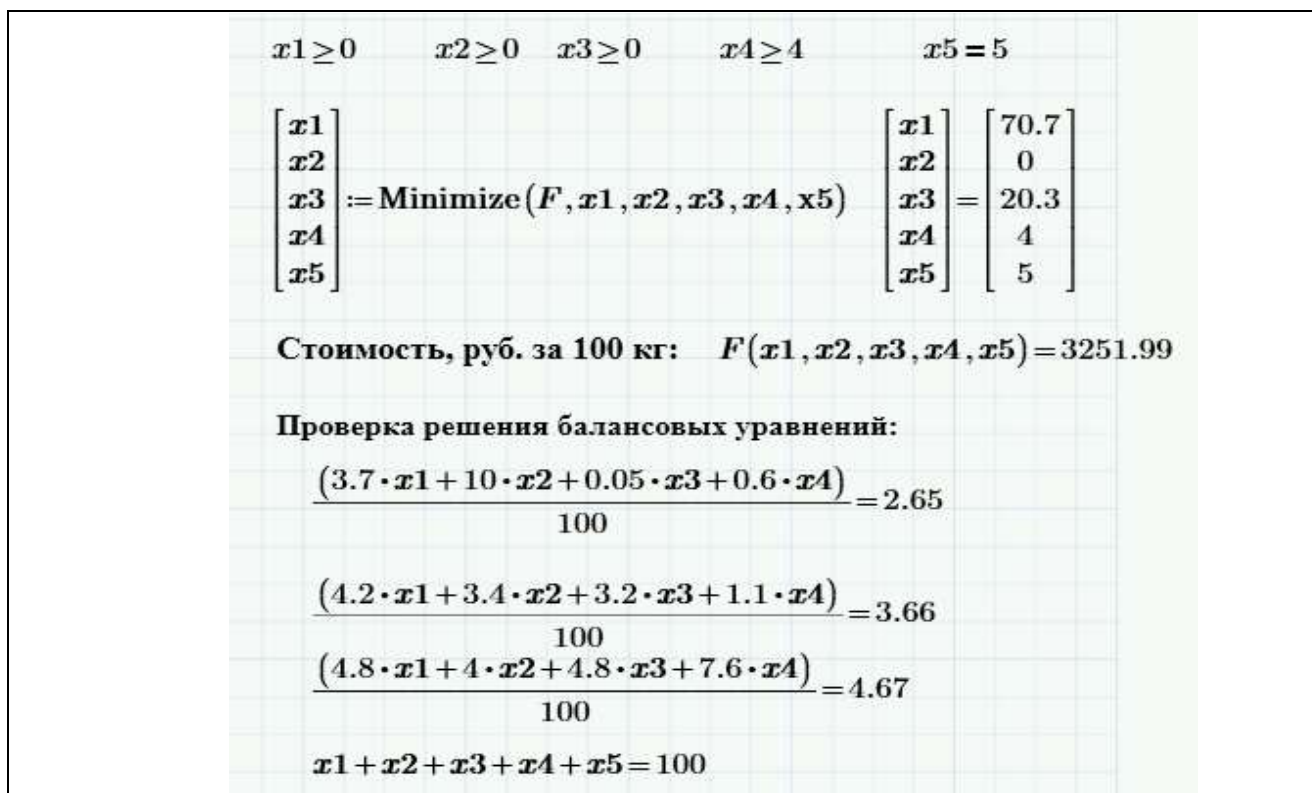 x1≥0 x2≥0 x3≥0 x4≥4 x5=5
[x1 x2 x3 x4 x5] := Minimize(F, x1, x2, x3, x4, x5) [x1 x2 x3 x4 x5] = [70.7 0 20.3 4 5]
Стоимость, руб. за 100 кг: F(x1, x2, x3, x4, x5)=3251.99
Проверка решения балансовых уравнений:
(3.7·x1+10·x2+0.05·x3+0.6·x4)/100=2.65
(4.2·x1+3.4·x2+3.2·x3+1.1·x4)/100=3.66
(4.8·x1+4·x2+4.8·x3+7.6·x4)/100=4.67
x1+x2+x3+x4+x5=100